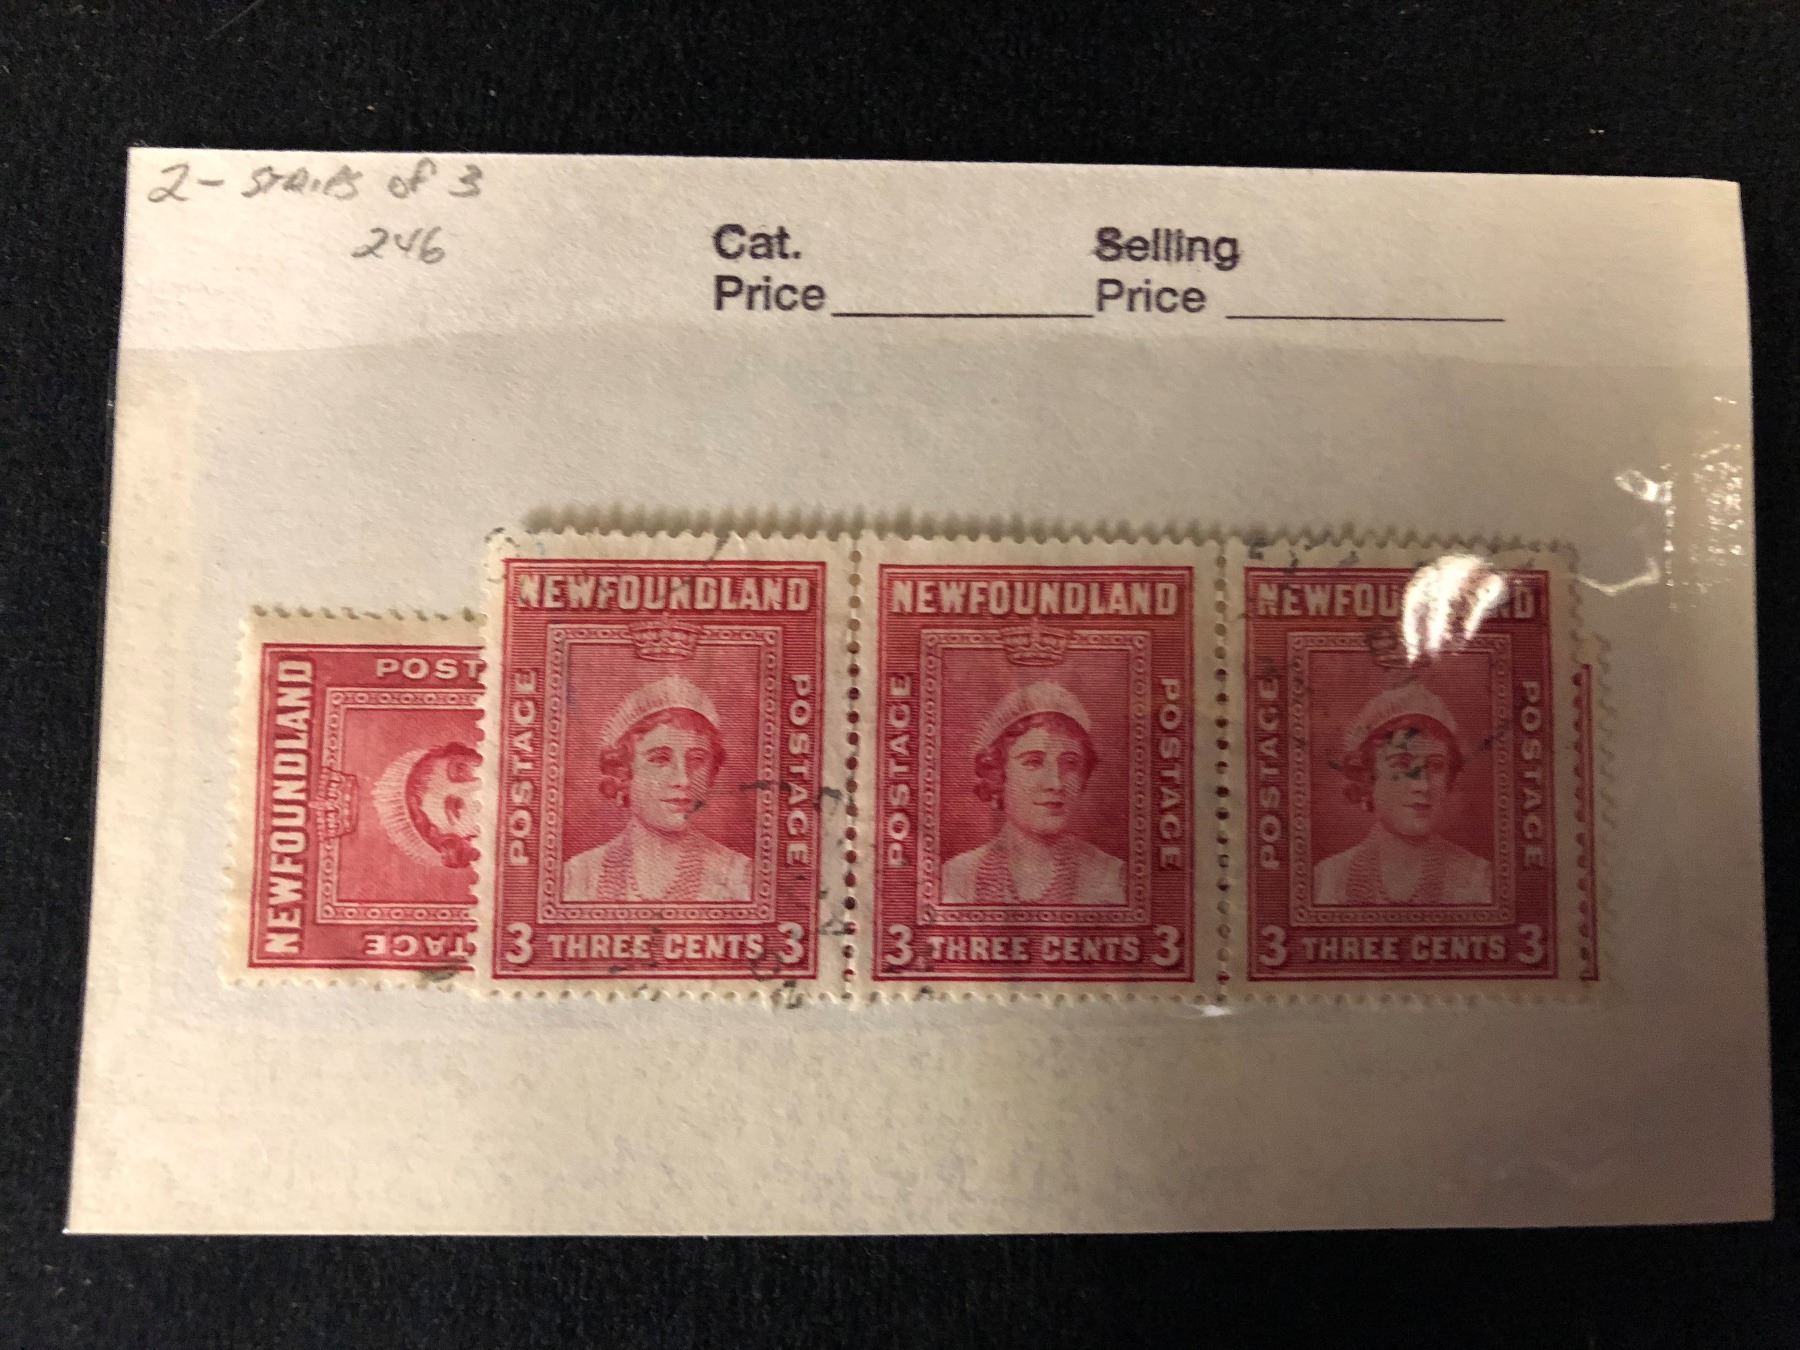 2 - STRIPS of 3
246
Cat. Selling
Price Price
NEWFOUNDLAND NEWFOUNDLAND NEWFOUNDLAND
POSTAGE POSTAGE POSTAGE POSTAGE POSTAGE POSTAGE
3 THREE CENTS 3 3 THREE CENTS 3 3 THREE CENTS 3
NEWFOUNDLAND
POST
TAGE